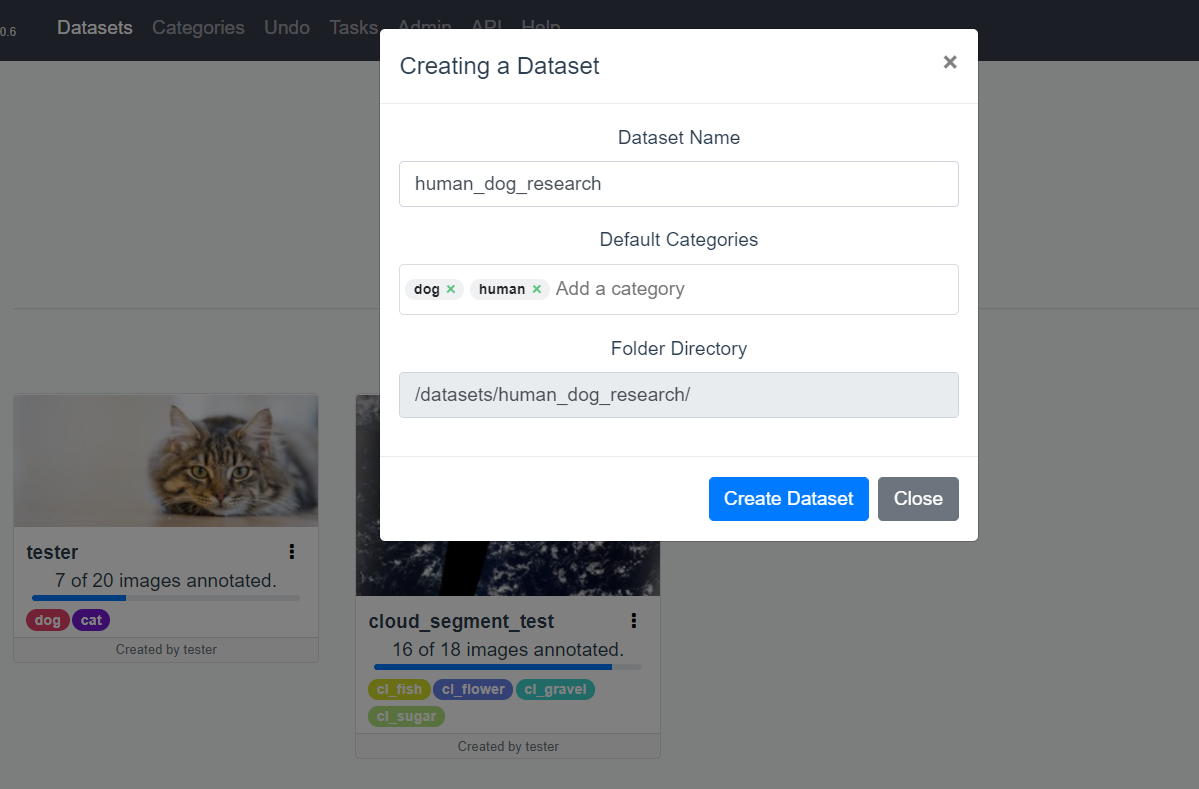 0.6 Datasets Categories Undo Tasks Admin API Help
Creating a Dataset ×
Dataset Name
human_dog_research
Default Categories
dog × human × Add a category
Folder Directory
/datasets/human_dog_research/
Create Dataset Close
tester
7 of 20 images annotated.
dog cat
Created by tester
cloud_segment_test
16 of 18 images annotated.
cl_fish cl_flower cl_gravel
cl_sugar
Created by tester